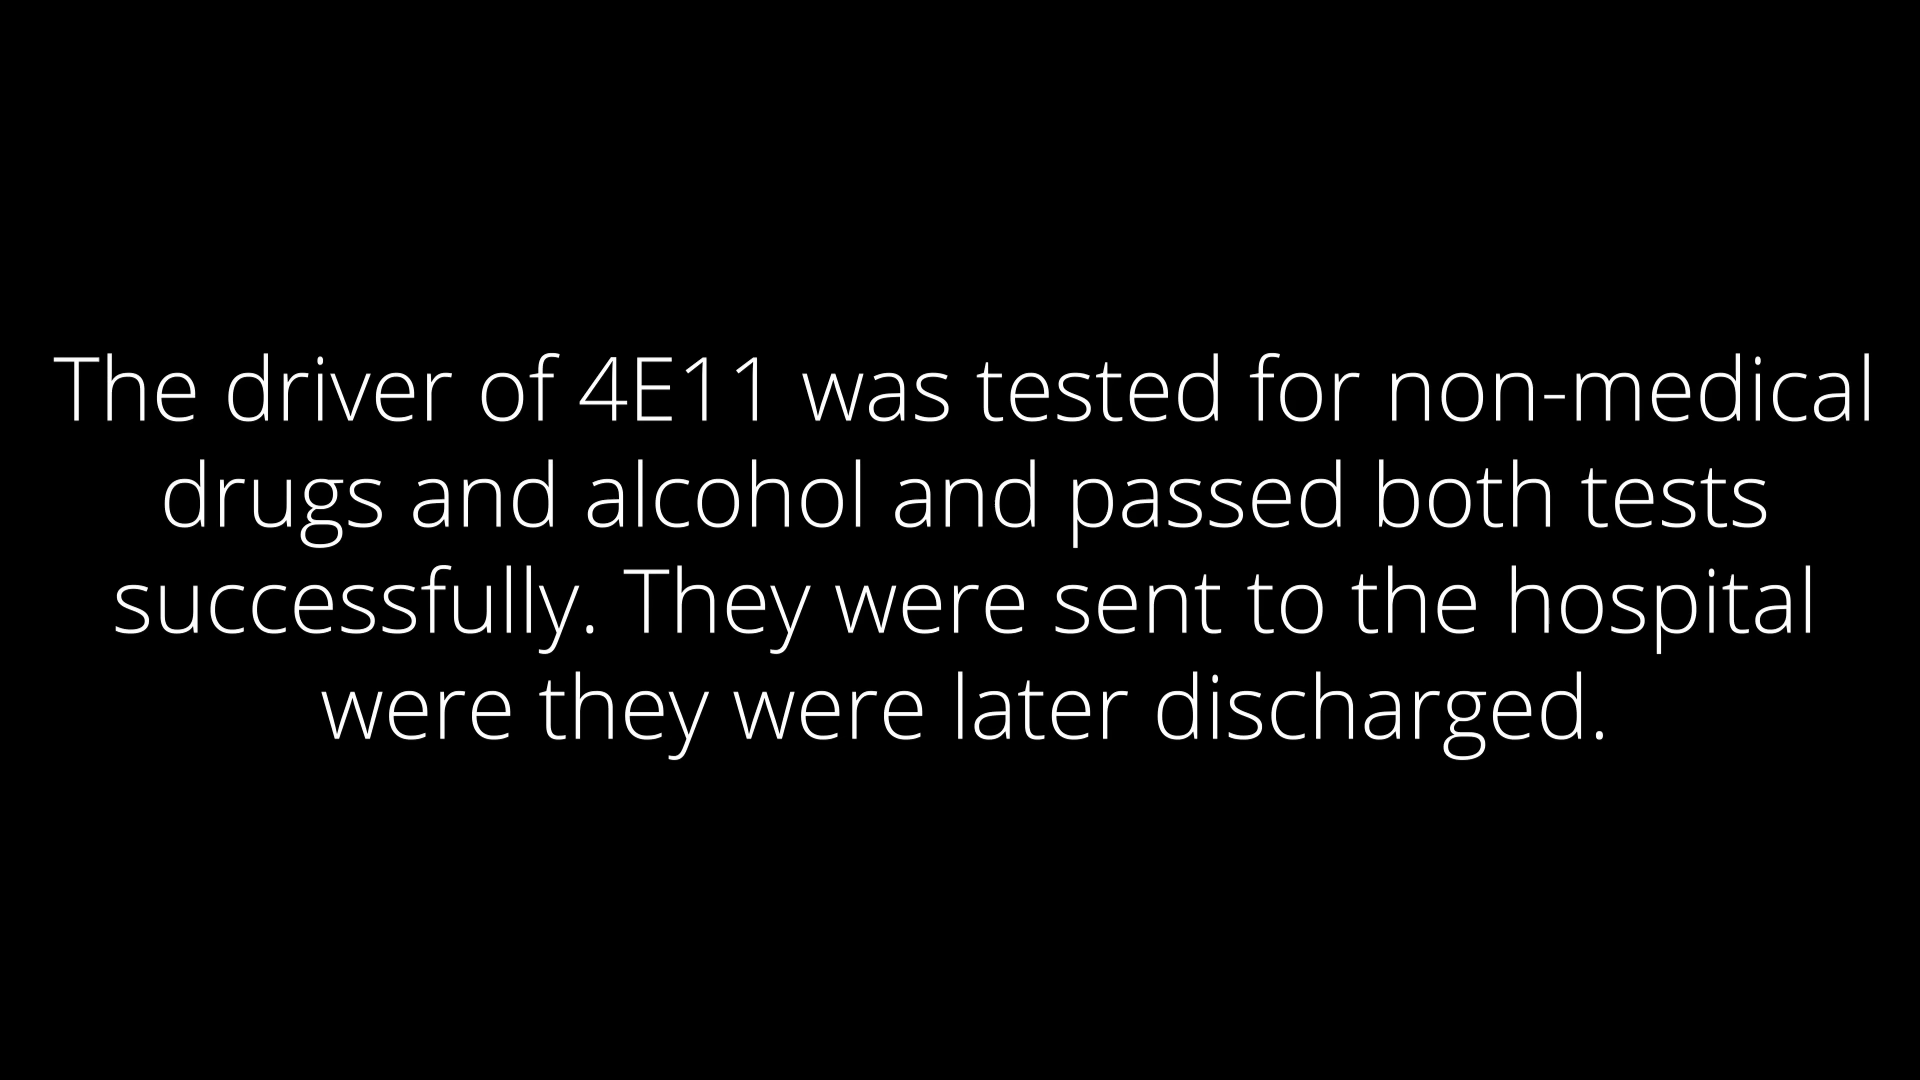 The driver of 4E11 was tested for non-medical
drugs and alcohol and passed both tests
successfully. They were sent to the hospital
were they were later discharged.